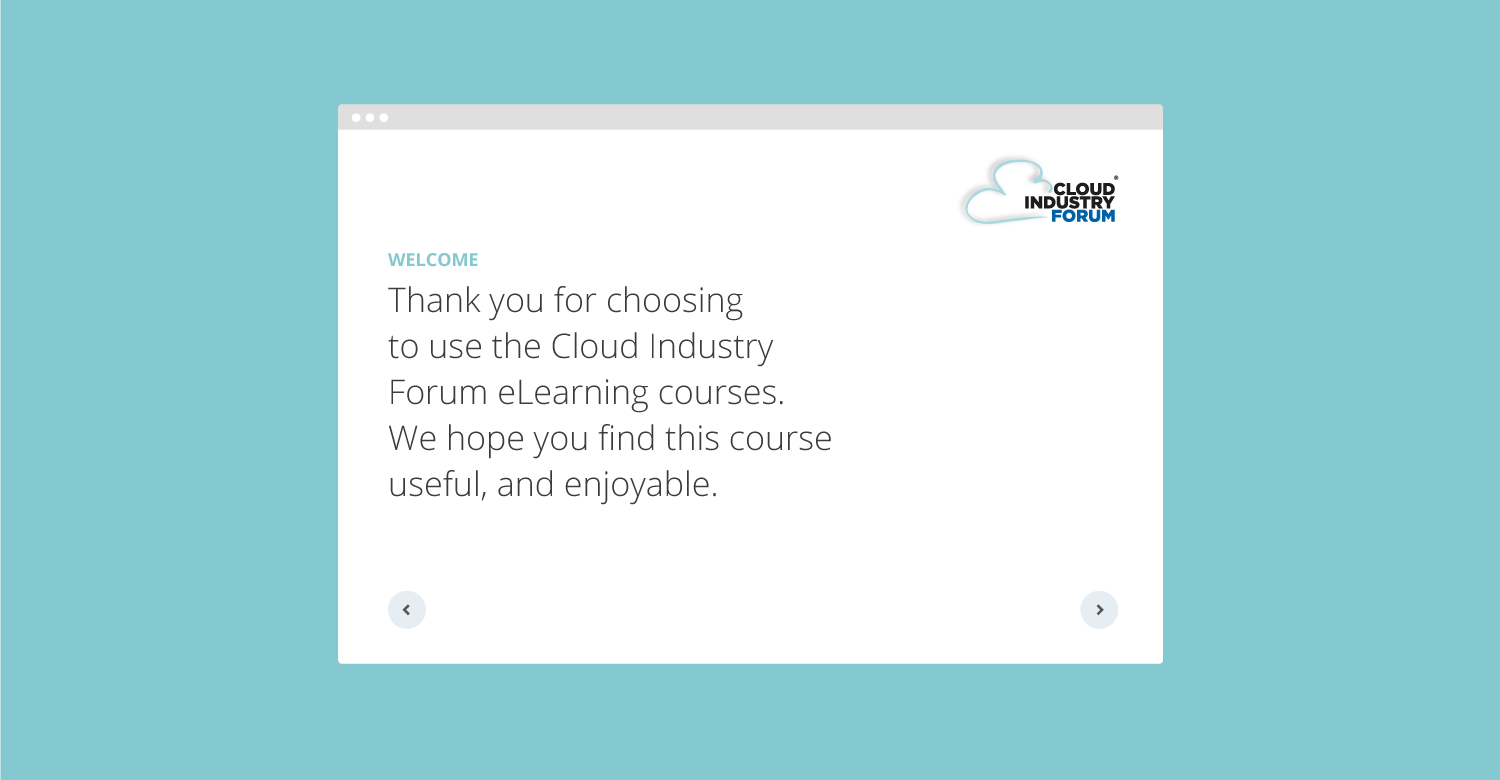 CLOUD®
INDUSTRY
FORUM
WELCOME
Thank you for choosing
to use the Cloud Industry
Forum eLearning courses.
We hope you find this course
useful, and enjoyable.